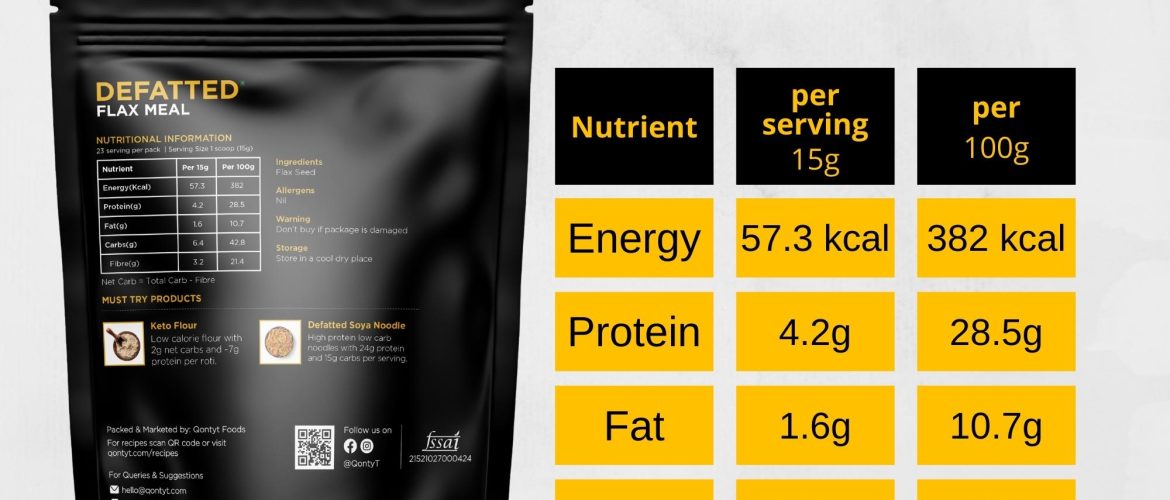 DEFATTED
FLAX MEAL
NUTRITIONAL INFORMATION
23 serving per pack | Serving Size 1 scoop (15g)
Nutrient Per 15g Per 100g
Energy(Kcal) 57.3 382
Protein(g) 4.2 28.5
Fat(g) 1.6 10.7
Carbs(g) 6.4 42.8
Fibre(g) 3.2 21.4
Net Carb = Total Carb - Fibre
Ingredients
Flax Seed
Allergens
Nil
Warning
Don't buy if package is damaged
Storage
Store in a cool dry place
MUST TRY PRODUCTS
Keto Flour
Low calorie flour with
2g net carbs and ~7g
protein per roti.
Defatted Soya Noodle
High protein low carb
noodles with 24g protein
and 15g carbs per serving.
Packed & Marketed by: Qontyt Foods
For recipes scan QR code or visit
qontyt.com/recipes
For Queries & Suggestions
hello@qontyt.com
Follow us on
@QontyT
fssai
21521027000424
Nutrient per serving 15g per 100g
Energy 57.3 kcal 382 kcal
Protein 4.2g 28.5g
Fat 1.6g 10.7g